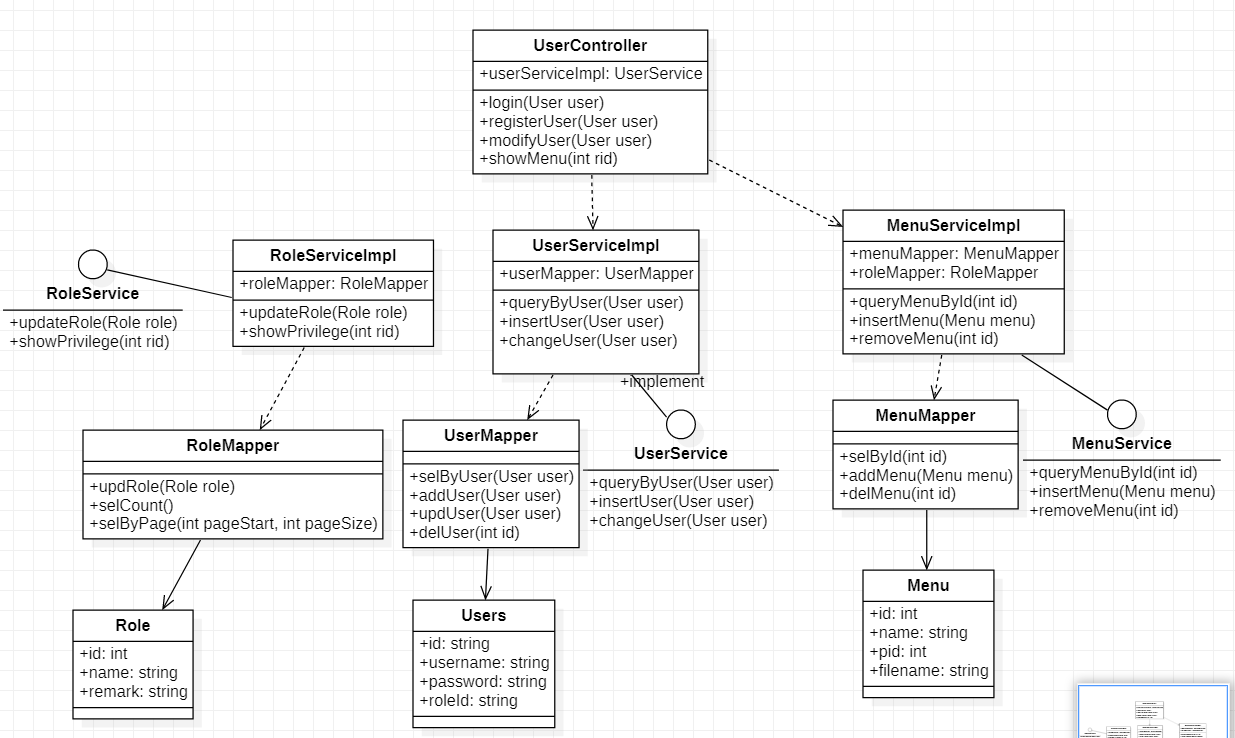 UserController
+userServiceImpl: UserService
+login(User user)
+registerUser(User user)
+modifyUser(User user)
+showMenu(int rid)
RoleService
+updateRole(Role role)
+showPrivilege(int rid)
RoleServiceImpl
+roleMapper: RoleMapper
+updateRole(Role role)
+showPrivilege(int rid)
UserServiceImpl
+userMapper: UserMapper
+queryByUser(User user)
+insertUser(User user)
+changeUser(User user)
+implement
MenuServiceImpl
+menuMapper: MenuMapper
+roleMapper: RoleMapper
+queryMenuById(int id)
+insertMenu(Menu menu)
+removeMenu(int id)
RoleMapper
+updRole(Role role)
+selCount()
+selByPage(int pageStart, int pageSize)
UserMapper
+selByUser(User user)
+addUser(User user)
+updUser(User user)
+delUser(int id)
UserService
+queryByUser(User user)
+insertUser(User user)
+changeUser(User user)
MenuMapper
+selById(int id)
+addMenu(Menu menu)
+delMenu(int id)
MenuService
+queryMenuById(int id)
+insertMenu(Menu menu)
+removeMenu(int id)
Role
+id: int
+name: string
+remark: string
Users
+id: string
+username: string
+password: string
+roleId: string
Menu
+id: int
+name: string
+pid: int
+filename: string